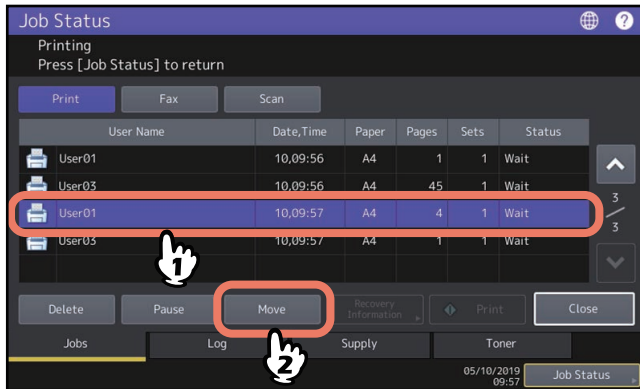 Job Status ?
Printing
Press [Job Status] to return
Print Fax Scan
User Name Date,Time Paper Pages Sets Status
User01 10,09:56 A4 1 1 Wait
User03 10,09:56 A4 45 1 Wait
User01 10,09:57 A4 4 1 Wait
User03 10,09:57 A4 1 1 Wait
3
3
1
Delete Pause Move Recovery Information Print Close
2
Jobs Log Supply Toner
05/10/2019
09:57
Job Status